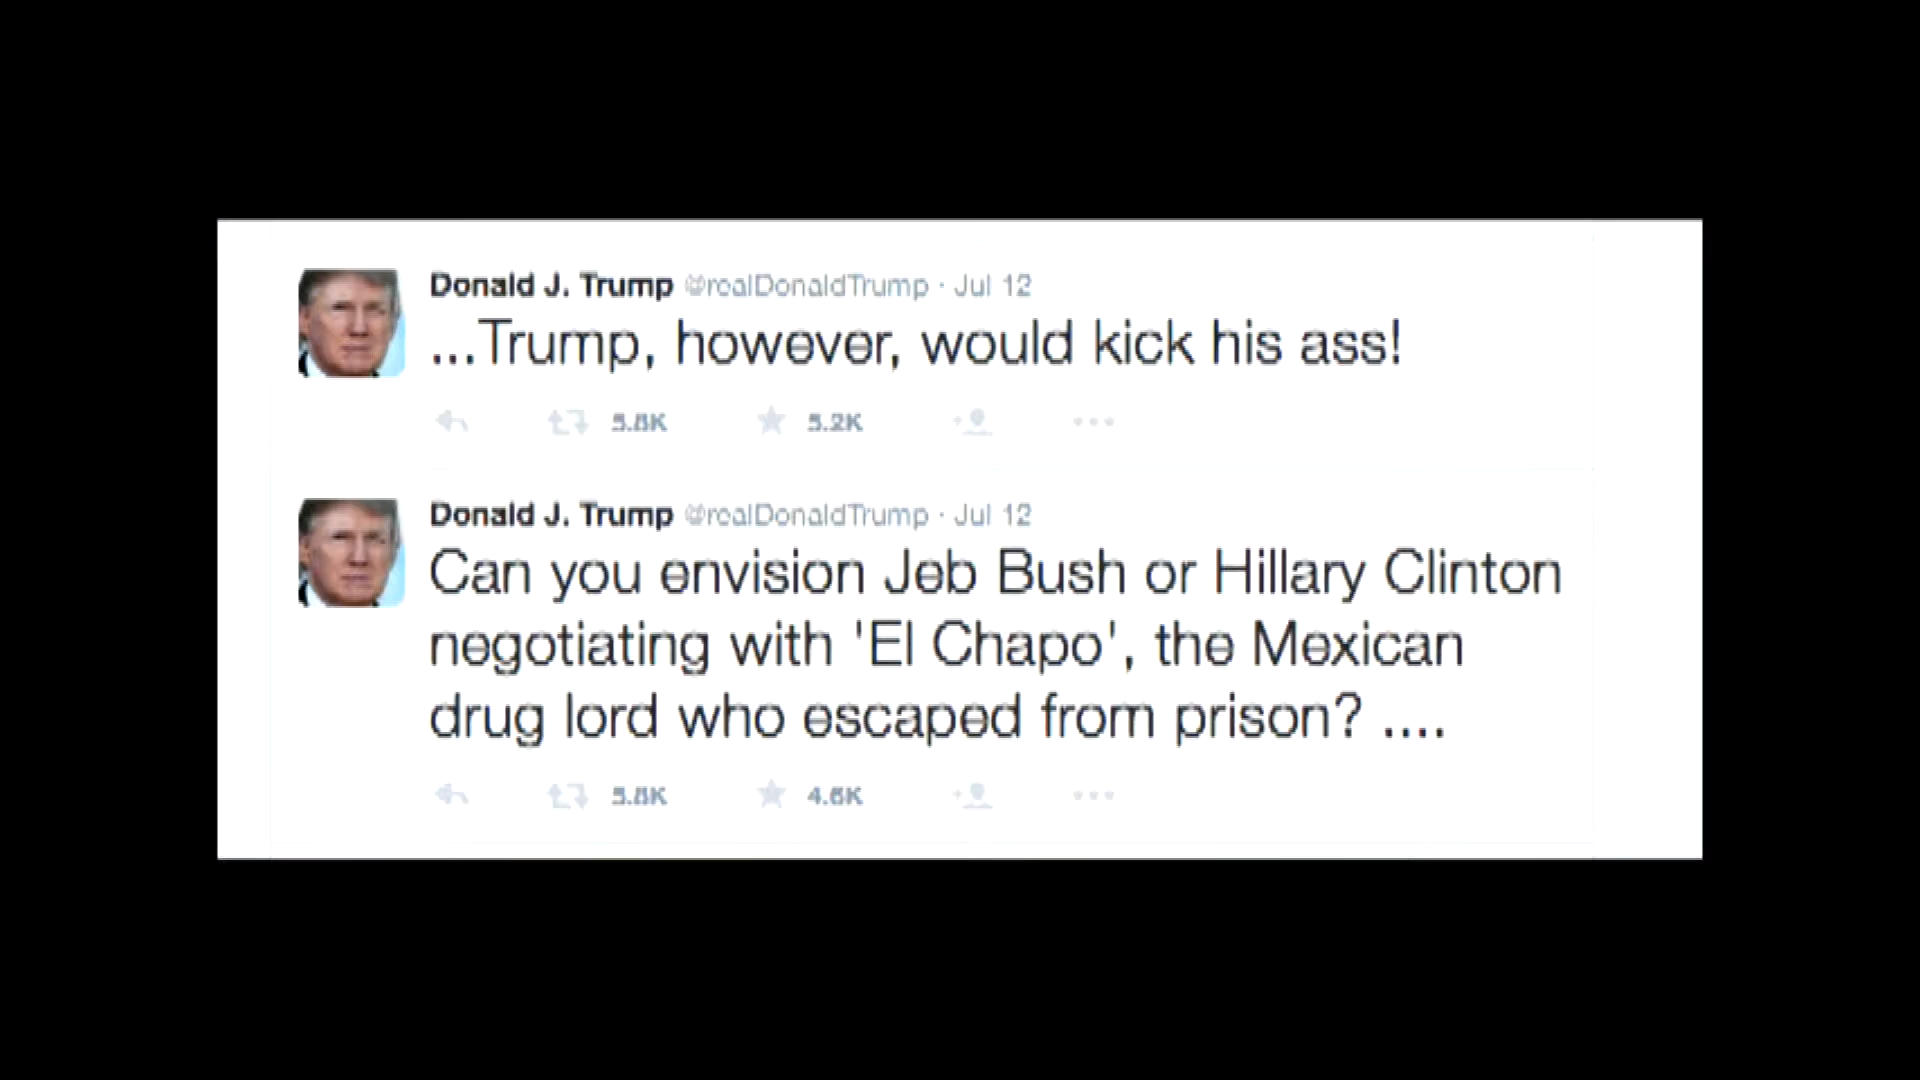 Donald J. Trump @realDonaldTrump · Jul 12
...Trump, however, would kick his ass!
5.8K 5.2K
Donald J. Trump @realDonaldTrump · Jul 12
Can you envision Jeb Bush or Hillary Clinton
negotiating with 'El Chapo', the Mexican
drug lord who escaped from prison? ....
5.8K 4.6K